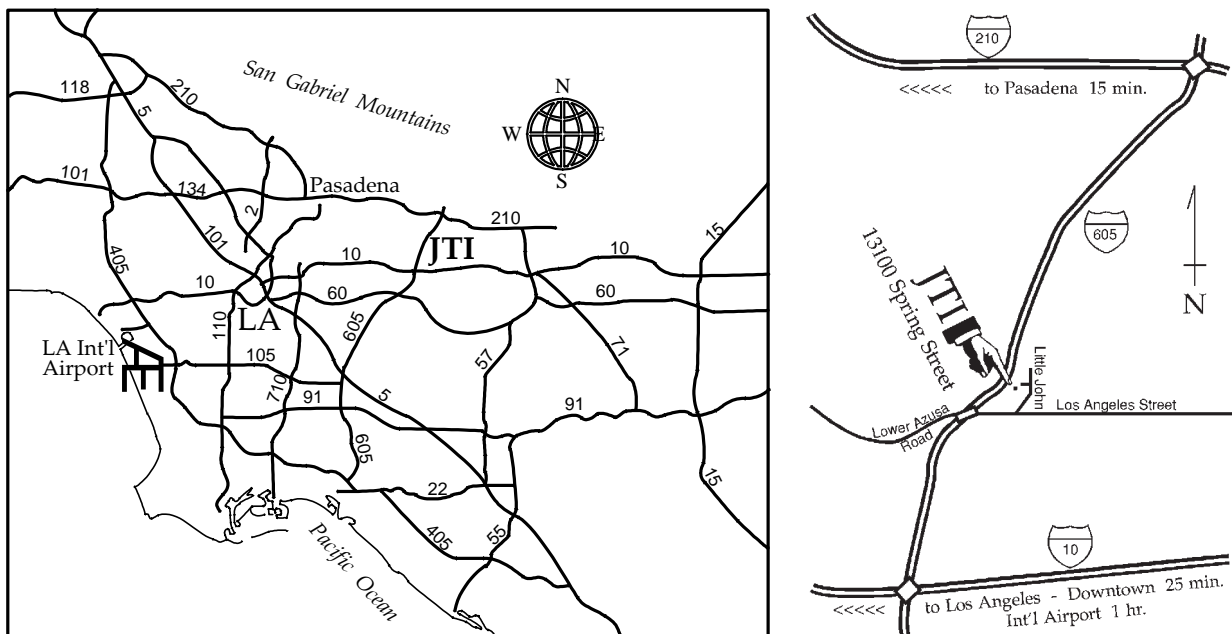 118
5
210
San Gabriel Mountains
N
W
E
S
101
134
2
Pasadena
101
405
10
10
JTI
210
10
15
60
60
LA
110
605
LA Int'l
Airport
105
710
57
71
5
91
91
605
22
405
55
15
Pacific Ocean
210
<<<<< to Pasadena 15 min.
605
N
JTI
13100 Spring Street
Little John
Los Angeles Street
Lower Azusa
Road
10
<<<<< to Los Angeles - Downtown 25 min.
Int'l Airport 1 hr.